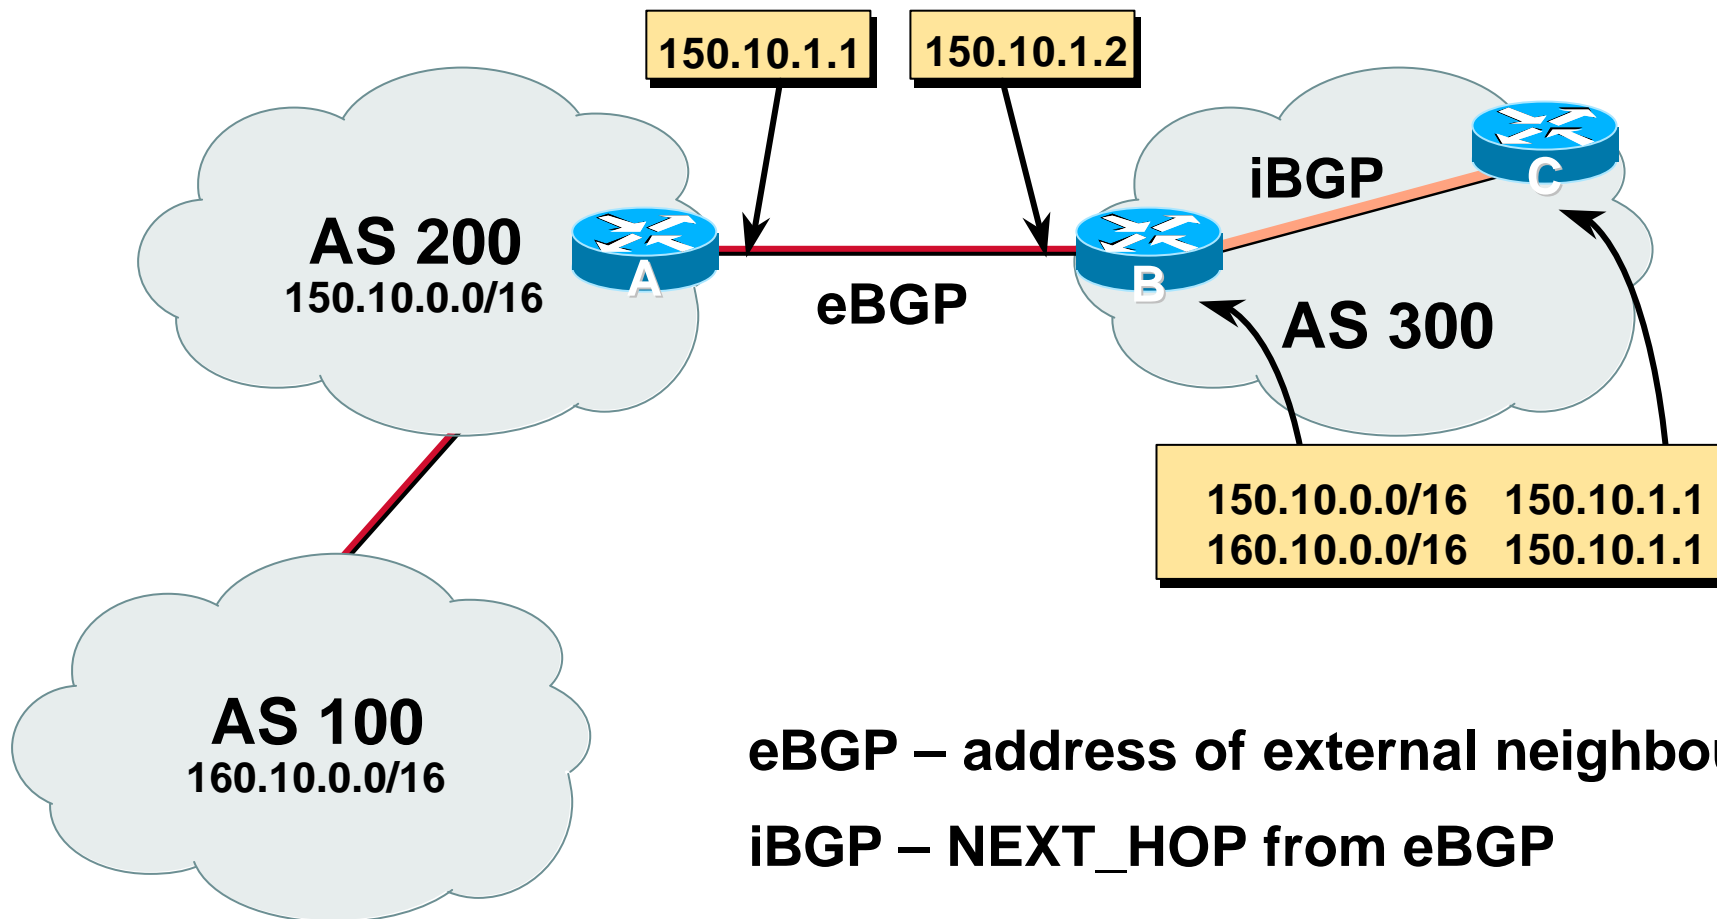 150.10.1.1
150.10.1.2
iBGP
C
AS 200
150.10.0.0/16
A
B
eBGP
AS 300
150.10.0.0/16 150.10.1.1
160.10.0.0/16 150.10.1.1
AS 100
160.10.0.0/16
eBGP – address of external neighbou
iBGP – NEXT_HOP from eBGP